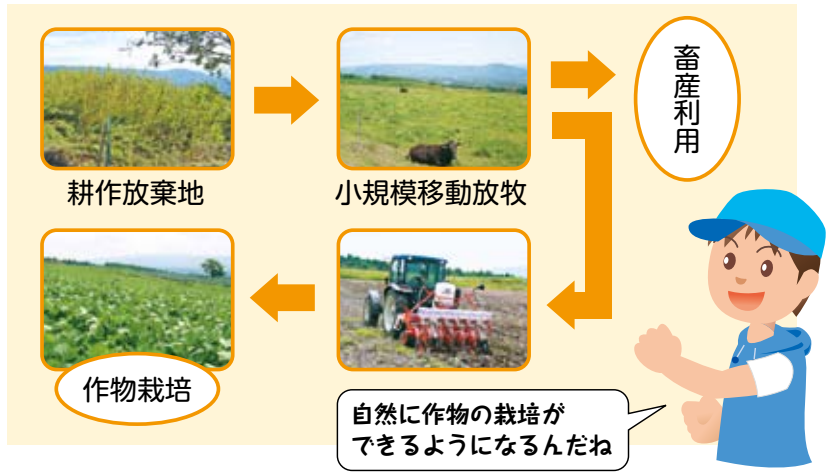 耕作放棄地
小規模移動放牧
畜産利用
作物栽培
自然に作物の栽培が
できるようになるんだね